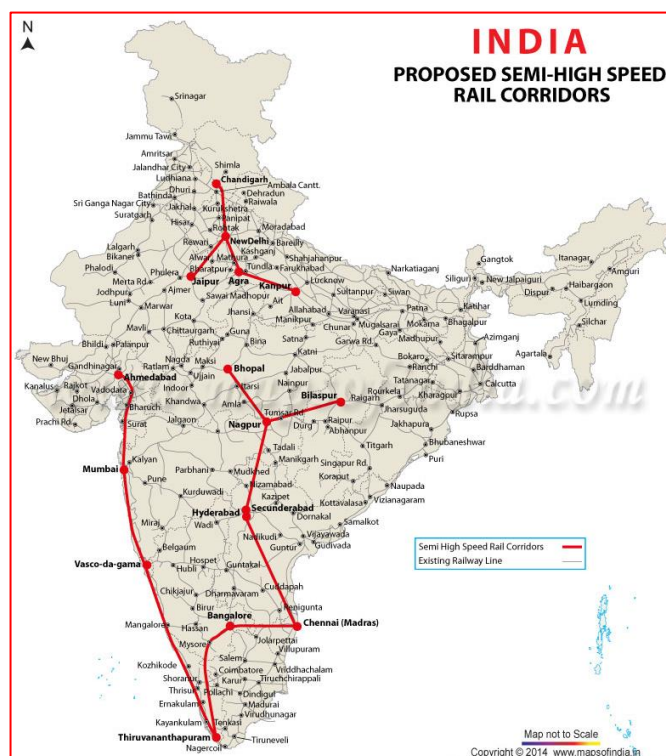 N
INDIA
PROPOSED SEMI-HIGH SPEED
RAIL CORRIDORS
Srinagar
Jammu Tawi
Amritsar
Jalandhar City
Ludhiana
Shimla
Chandigarh
Dhuri
Ambala Cantt.
Bathinda
Dehradun
Sri Ganga Nagar City
Jakhal
Kurukshetra
Raiwala
Suratgarh
Hisar
Panipat
Rohtak
Moradabad
Lalgarh
Rewari
NewDelhi
Bareilly
Bikaner
Alwar
Mathura
Kashganj
Shahjahanpur
Phalodi
Phulera
Bharatpur
Tundla
Farukhabad
Merta Rd
Jaipur
Agra
Kanpur
Lucknow
Narkatiaganj
Gangtok
Itanagar
Jodhpur
Ajmer
Sawar Madhopur
Ait
Sultanpur
Siwan
Siliguri
New Jalpaiguri
Amguri
Luni
Marwar
Kota
Jhansi
Allahabad
Varanasi
Patna
Katihar
Dispur
Haibargaon
Manikpur
Mokama
Lumding
Mavli
Chittaurgarh
Guna
Chunar
Mugalsara
Gaya
Bhagalpur
Silchar
Bhildi
Palanpur
Ruthiyai
Bina
Satna
Garwa Rd.
Madhupur
Azimganj
New Bhuj
Nagda
Maksi
Katni
Bokaro
Sitarampur
Agartala
Gandhinagar
Ratlam
Bhopal
Ranchi
Barddhaman
Ahmedabad
Ujjain
Jabalpur
Tatanagar
Kanalus
Rajkot
Vadodara
Indore
Itarsi
Nainpur
Bilaspur
Rourkela
Kharagpur
Calcutta
Dhola
Khandwa
Amla
Raigarh
Jharsuguda
Jetalsar
Bharuch
Tumsar Rd
Rupsa
Prachi Rd
Surat
Jalgaon
Nagpur
Durg
Raipur
Jakhapura
Abhanpur
Bhubaneshwar
Tadali
Titgarh
Puri
Kalyan
Manikgarh
Mumbai
Parbhani
Mudkhed
Singapur Rd
Pune
Nizamabad
Koraput
Naupada
Kurduwadi
Kazipet
Kottavalasa
Vizianagaram
Hyderabad
Secunderabad
Miraj
Wadi
Dornakal
Samalkot
Nadikudi
Vijayawada
Belgaum
Guntur
Gudivada
Vasco-da-gama
Hospet
Hubli
Guntakal
Cuddapah
Chikjajur
Dharmavaram
Birur
Renigunta
Bangalore
Mangalore
Hassan
Chennai (Madras)
Mysore
Jolarpettai
Villupuram
Kozhikode
Salem
Coimbatore
Vriddhachalam
Shoranur
Karur
Tiruchchirappali
Thrisur
Pollachi
Dindigul
Ernakulam
Madurai
Kayankulam
Virudhunagar
Tenkasi
Thiruvananthapuram
Tiruneveli
Nagercoil
Semi High Speed Rail Corridors
Existing Railway Line
Map not to Scale
Copyright © 2014 www.mapsofindia.in